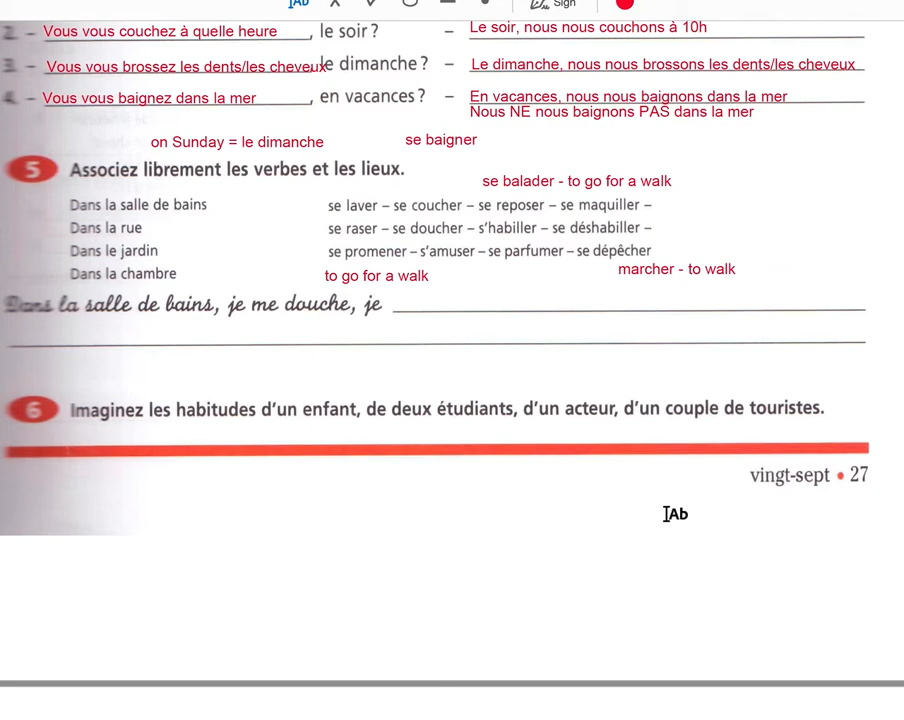 Ab
Sign
2. – Vous vous couchez à quelle heure, le soir ? – Le soir, nous nous couchons à 10h
3. – Vous vous brossez les dents/les cheveux le dimanche ? – Le dimanche, nous nous brossons les dents/les cheveux
4. – Vous vous baignez dans la mer, en vacances ? – En vacances, nous nous baignons dans la mer
Nous NE nous baignons PAS dans la mer
on Sunday = le dimanche se baigner
5 Associez librement les verbes et les lieux.
se balader - to go for a walk
Dans la salle de bains se laver – se coucher – se reposer – se maquiller –
Dans la rue se raser – se doucher – s'habiller – se déshabiller –
Dans le jardin se promener – s'amuser – se parfumer – se dépêcher
Dans la chambre to go for a walk marcher - to walk
Dans la salle de bains, je me douche, je
6 Imaginez les habitudes d'un enfant, de deux étudiants, d'un acteur, d'un couple de touristes.
vingt-sept • 27
Ab